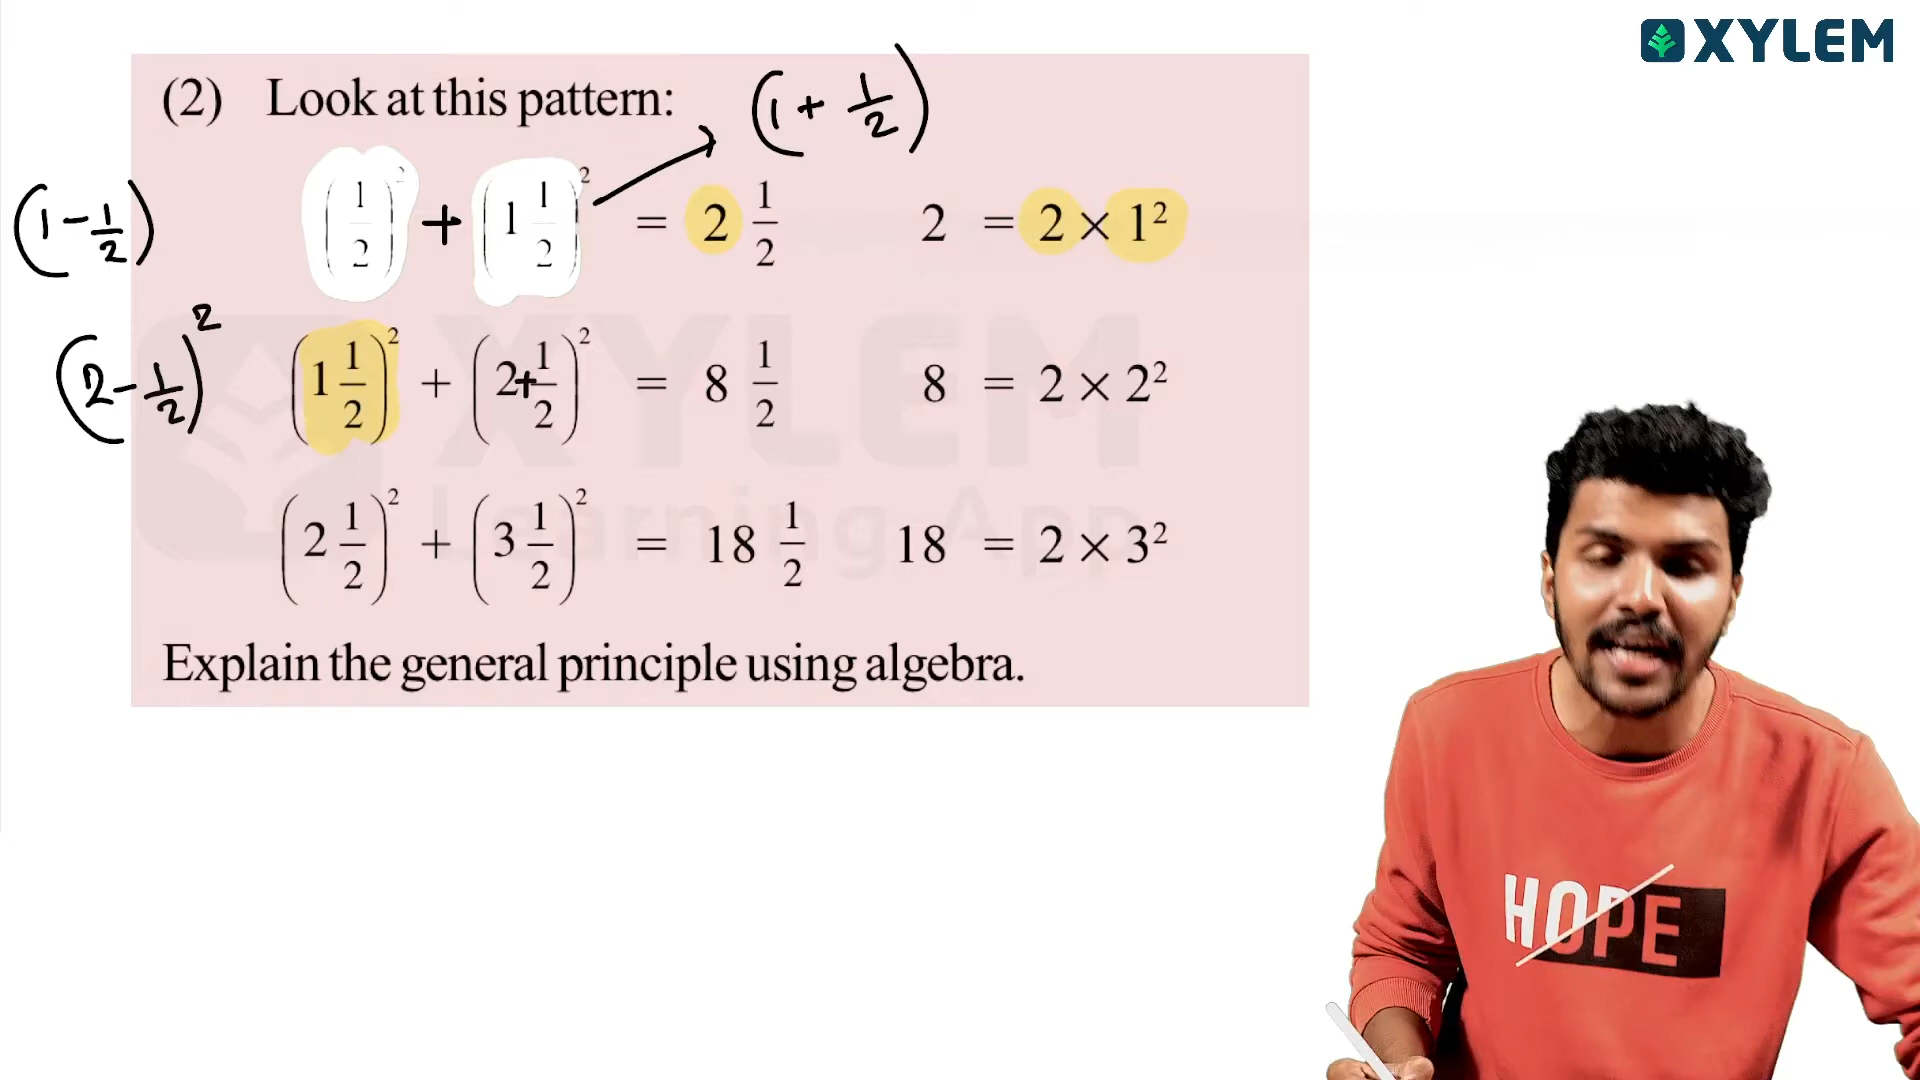 XYLEM
(2) Look at this pattern: (1 + 1/2)
(1 - 1/2) (1/2)² + (1 1/2)² = 2 1/2 2 = 2 × 1²
(2 - 1/2)² (1 1/2)² + (2 + 1/2)² = 8 1/2 8 = 2 × 2²
(2 1/2)² + (3 1/2)² = 18 1/2 18 = 2 × 3²
Explain the general principle using algebra.
XYLEM
Learning App
HOPE